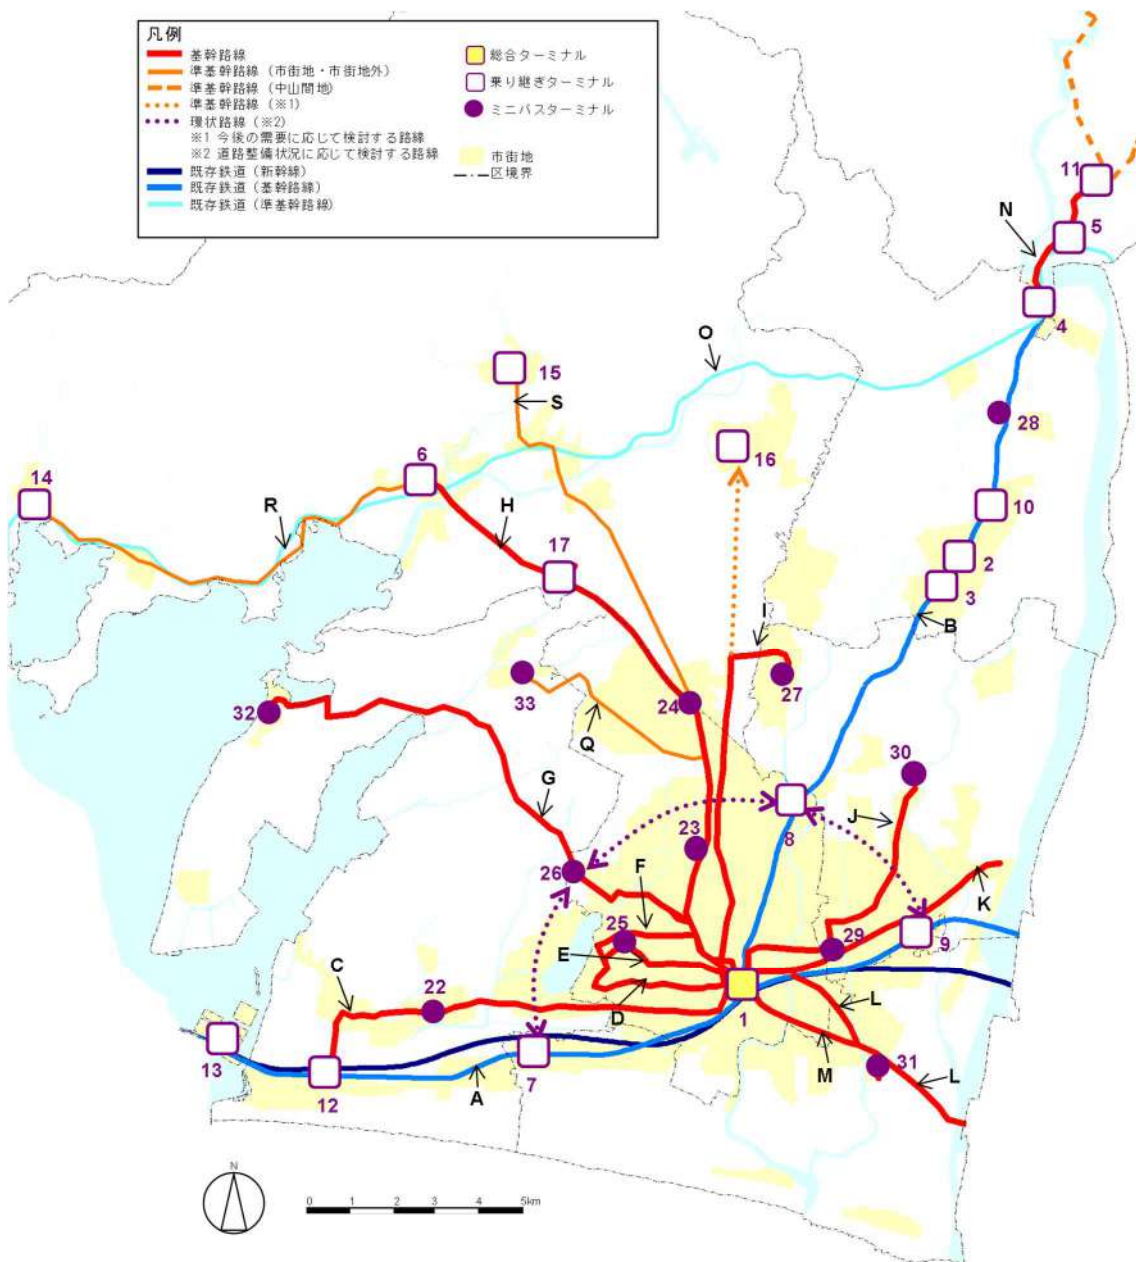 凡例
基幹路線
準基幹路線（市街地・市街地外）
準基幹路線（中山間地）
準基幹路線（※1）
環状路線（※2）
※1 今後の需要に応じて検討する路線
※2 道路整備状況に応じて検討する路線
既存鉄道（新幹線）
既存鉄道（基幹路線）
既存鉄道（準基幹路線）
総合ターミナル
乗り継ぎターミナル
ミニバスターミナル
市街地
区境界
11
N
5
4
O
15
S
28
16
6
14
R
H
10
17
2
3
B
I
27
33
24
32
Q
30
G
J
23
8
26
F
K
25
29
9
E
C
22
D
1
L
13
M
31
12
A
7
L
N
0 1 2 3 4 5km